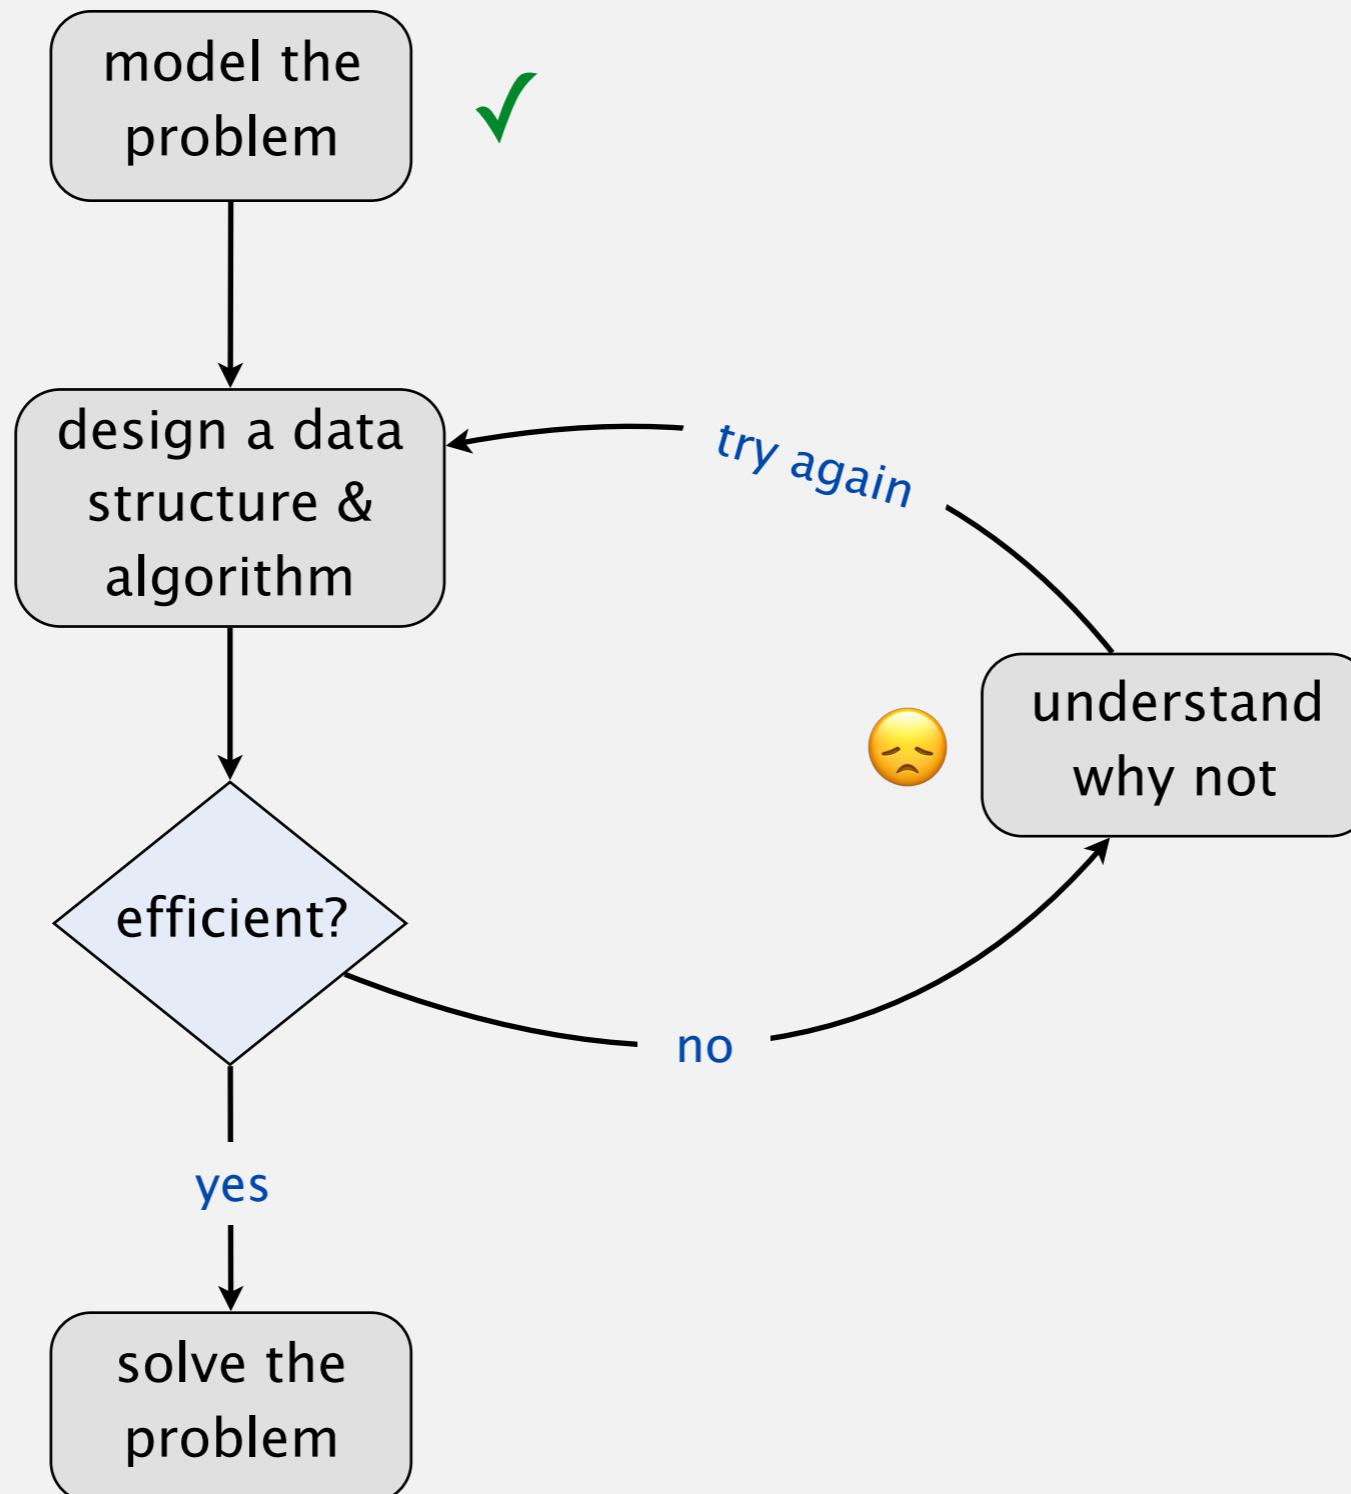 model the
problem
design a data
structure &
algorithm
try again
understand
why not
efficient?
no
yes
solve the
problem